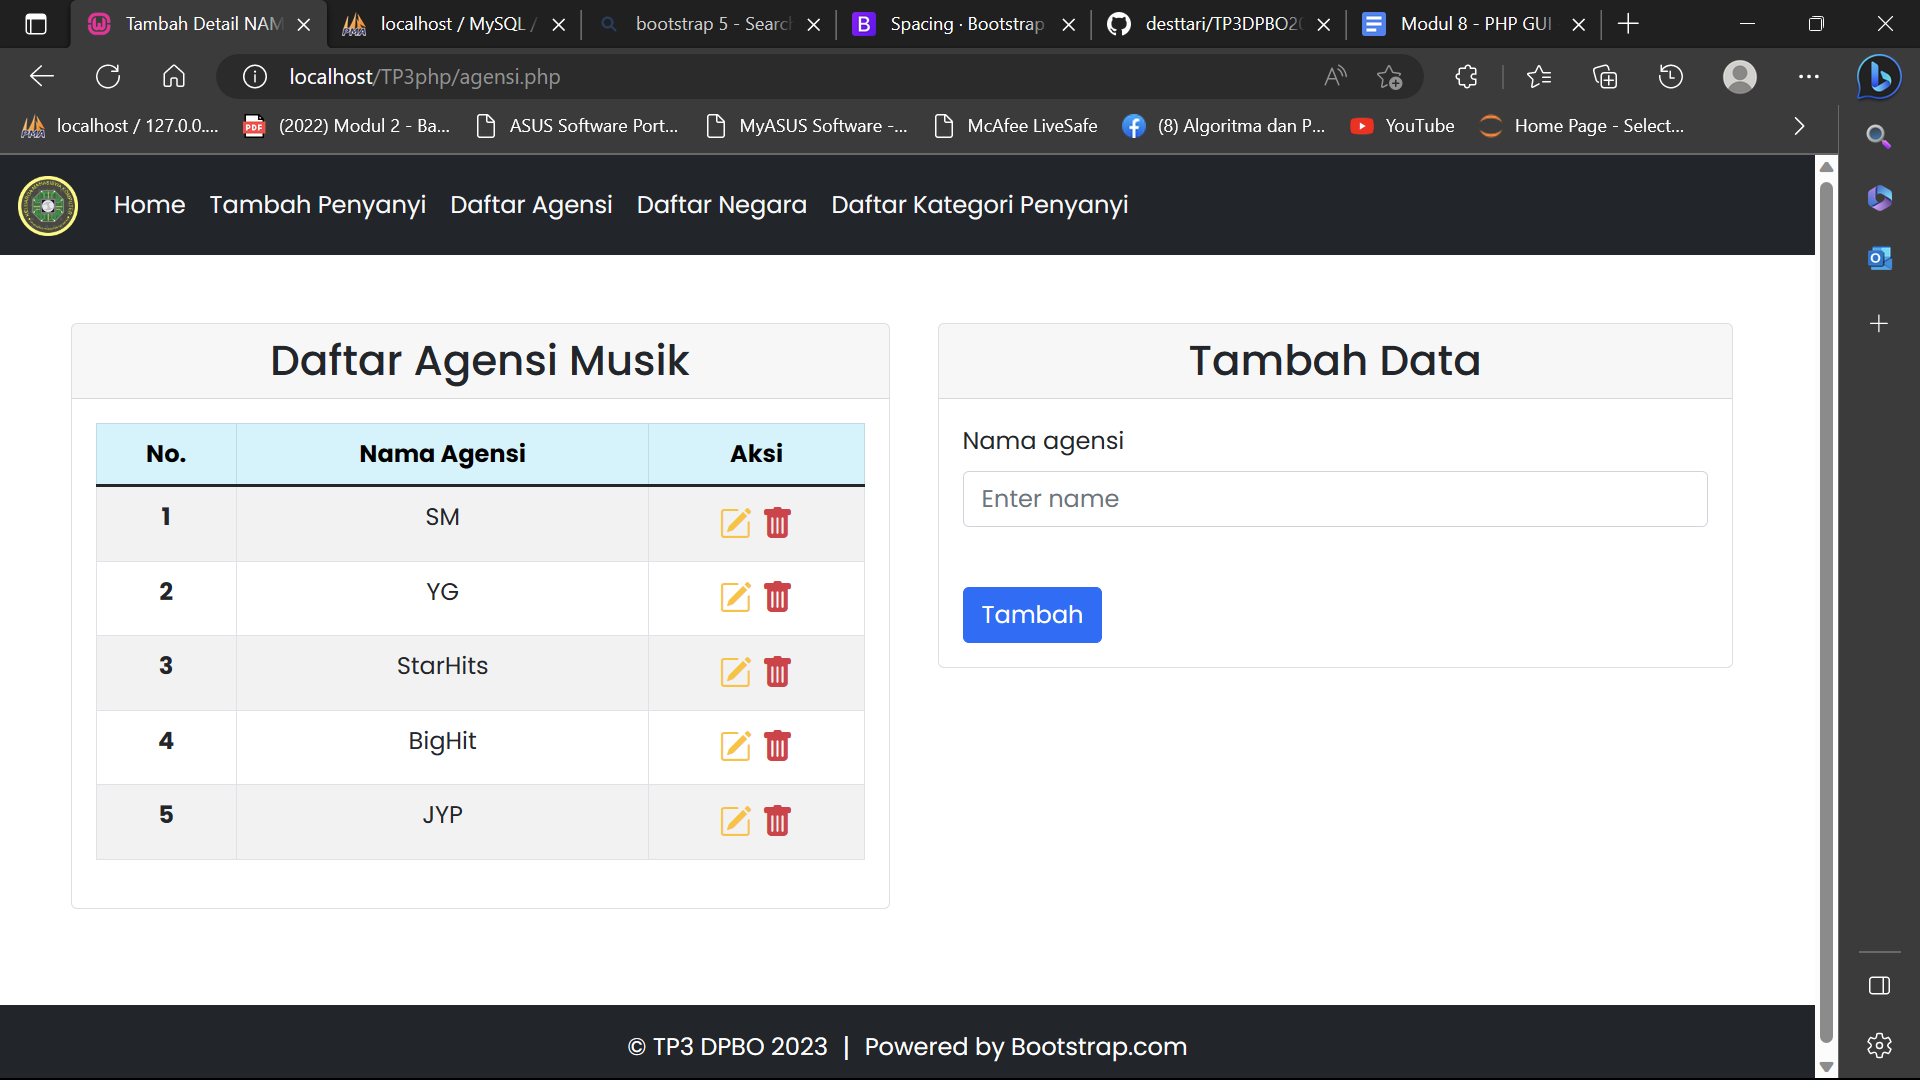 Tambah Detail NAM
localhost / MySQL /
bootstrap 5 - Search
Spacing · Bootstrap
desttari/TP3DPBO20
Modul 8 - PHP GUI
localhost/TP3php/agensi.php
localhost / 127.0.0....
(2022) Modul 2 - Ba...
ASUS Software Port...
MyASUS Software -...
McAfee LiveSafe
(8) Algoritma dan P...
YouTube
Home Page - Select...
Home
Tambah Penyanyi
Daftar Agensi
Daftar Negara
Daftar Kategori Penyanyi
Daftar Agensi Musik
No. Nama Agensi Aksi
1 SM
2 YG
3 StarHits
4 BigHit
5 JYP
Tambah Data
Nama agensi
Enter name
Tambah
© TP3 DPBO 2023 | Powered by Bootstrap.com